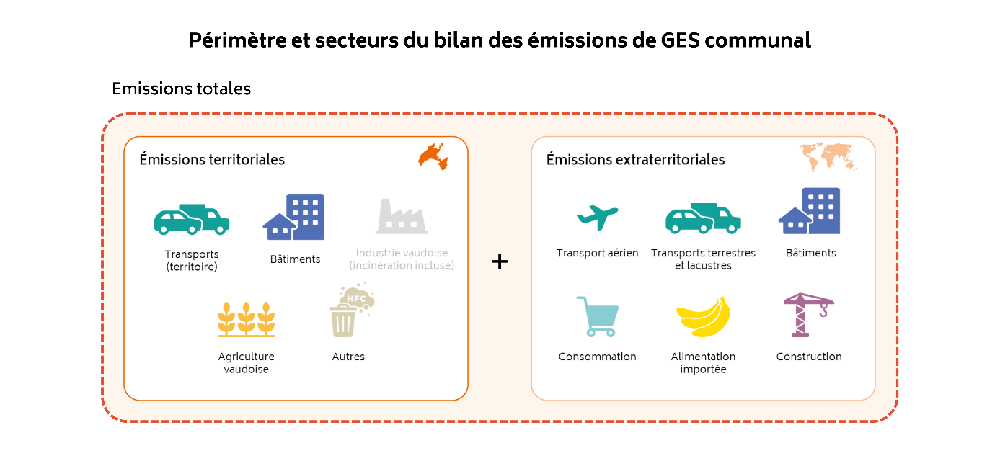 Périmètre et secteurs du bilan des émissions de GES communal
Emissions totales
Émissions territoriales
Transports
(territoire)
Bâtiments
Industrie vaudoise
(incinération incluse)
HFC
Agriculture
vaudoise
Autres
+
Émissions extraterritoriales
Transport aérien
Transports terrestres
et lacustres
Bâtiments
Consommation
Alimentation
importée
Construction